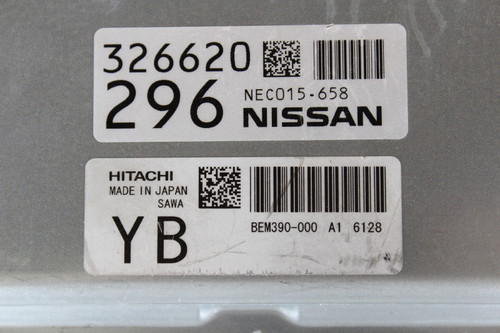 326620
296 NEC015-658
NISSAN
HITACHI
MADE IN JAPAN
SAWA
YB BEM390-000 A1 6128